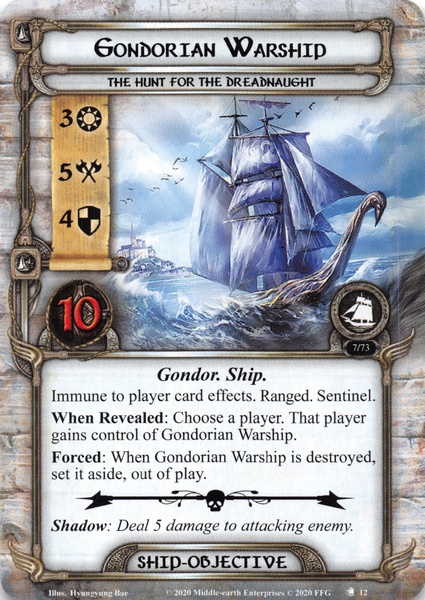 GONDORIAN WARSHIP
THE HUNT FOR THE DREADNAUGHT
3
5
4
10
7/73
Gondor. Ship.
Immune to player card effects. Ranged. Sentinel.
When Revealed: Choose a player. That player
gains control of Gondorian Warship.
Forced: When Gondorian Warship is destroyed,
set it aside, out of play.
Shadow: Deal 5 damage to attacking enemy.
SHIP-OBJECTIVE
Illus. Hyungyung Bae © 2020 Middle-earth Enterprises © 2020 FFG 12